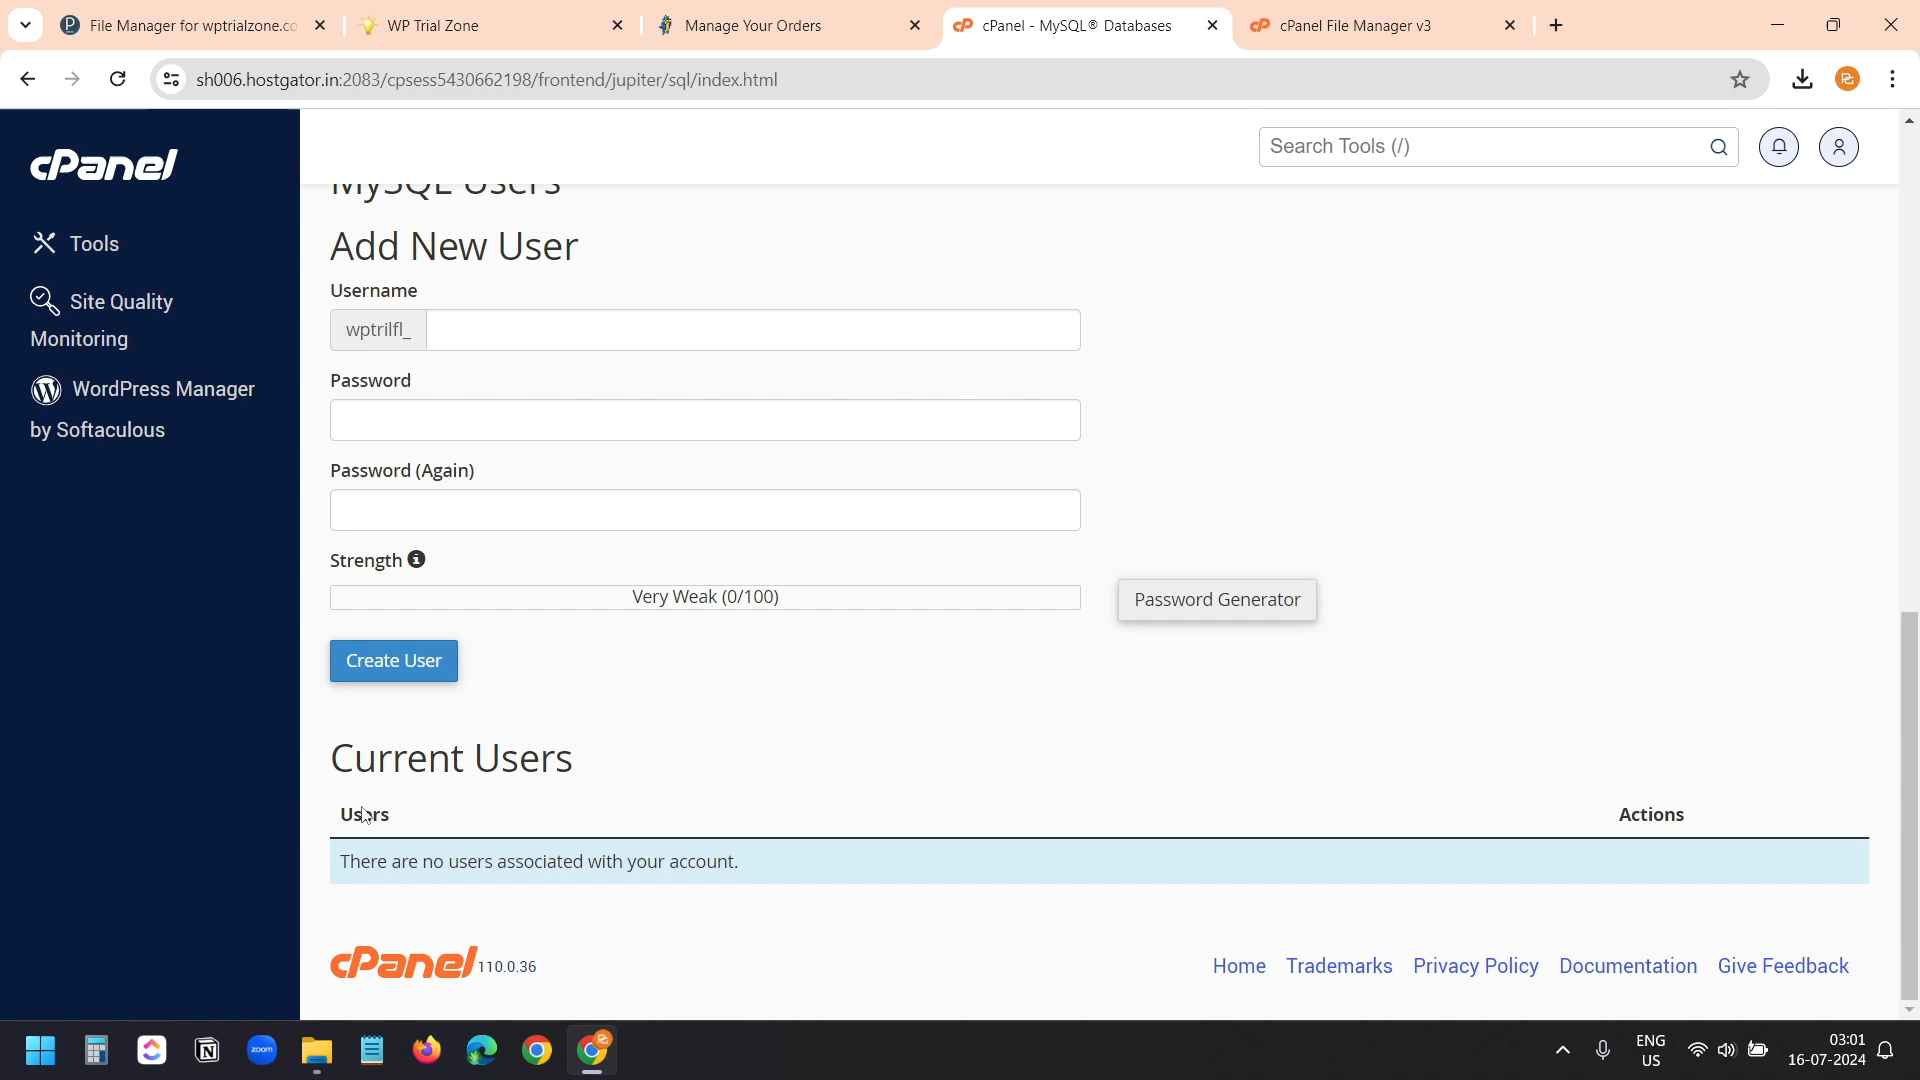 File Manager for wptrialzone.co
WP Trial Zone
Manage Your Orders
cPanel - MySQL® Databases
cPanel File Manager v3
sh006.hostgator.in:2083/cpsess5430662198/frontend/jupiter/sql/index.html
cPanel
Search Tools (/)
Tools
Site Quality
Monitoring
WordPress Manager
by Softaculous
MySQL Users
Add New User
Username
wptrilfl_
Password
Password (Again)
Strength
Very Weak (0/100)
Password Generator
Create User
Current Users
Users
Actions
There are no users associated with your account.
cPanel 110.0.36
Home
Trademarks
Privacy Policy
Documentation
Give Feedback
zoom
ENG
US
03:01
16-07-2024